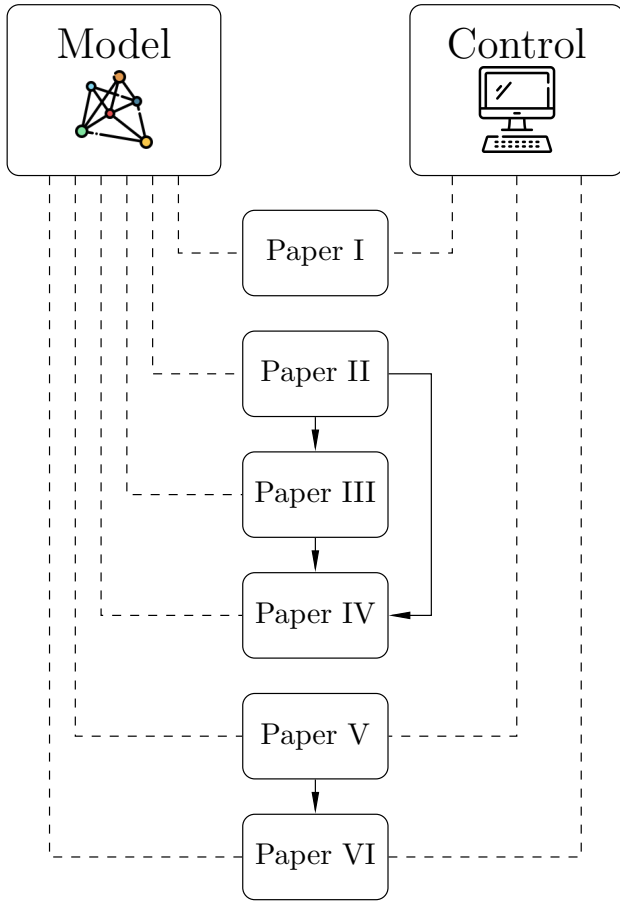 Model
Control
Paper I
Paper II
Paper III
Paper IV
Paper V
Paper VI